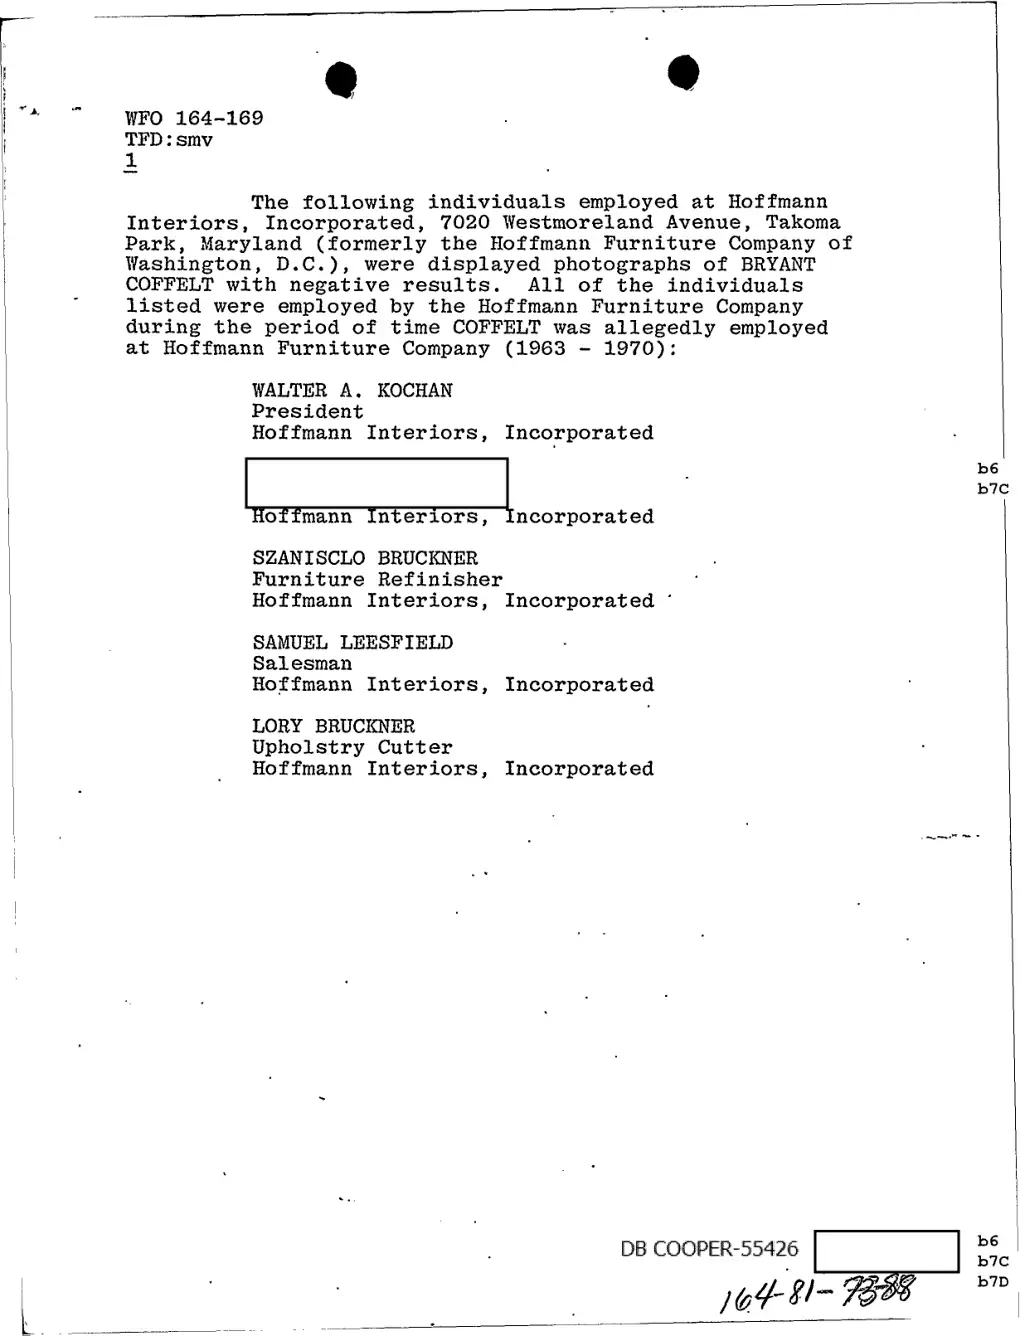 WFO 164-169
TFD:smv
1
The following individuals employed at Hoffmann
Interiors, Incorporated, 7020 Westmoreland Avenue, Takoma
Park, Maryland (formerly the Hoffmann Furniture Company of
Washington, D.C.), were displayed photographs of BRYANT
COFFELT with negative results.  All of the individuals
listed were employed by the Hoffmann Furniture Company
during the period of time COFFELT was allegedly employed
at Hoffmann Furniture Company (1963 - 1970):
WALTER A. KOCHAN
President
Hoffmann Interiors, Incorporated
b6
b7C
Hoffmann Interiors, Incorporated
SZANISCLO BRUCKNER
Furniture Refinisher
Hoffmann Interiors, Incorporated
SAMUEL LEESFIELD
Salesman
Hoffmann Interiors, Incorporated
LORY BRUCKNER
Upholstry Cutter
Hoffmann Interiors, Incorporated
DB COOPER-55426
b6
b7C
b7D
164-81-